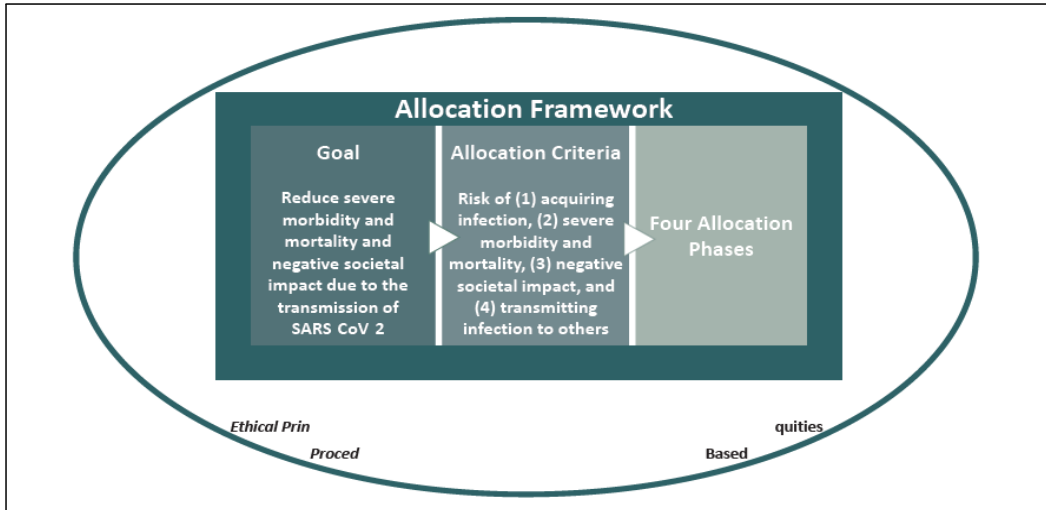 Allocation Framework
Goal
Reduce severe
morbidity and
mortality and
negative societal
impact due to the
transmission of
SARS CoV 2
Allocation Criteria
Risk of (1) acquiring
infection, (2) severe
morbidity and
mortality, (3) negative
societal impact, and
(4) transmitting
infection to others
Four Allocation
Phases
Ethical Prin quities
Proced Based